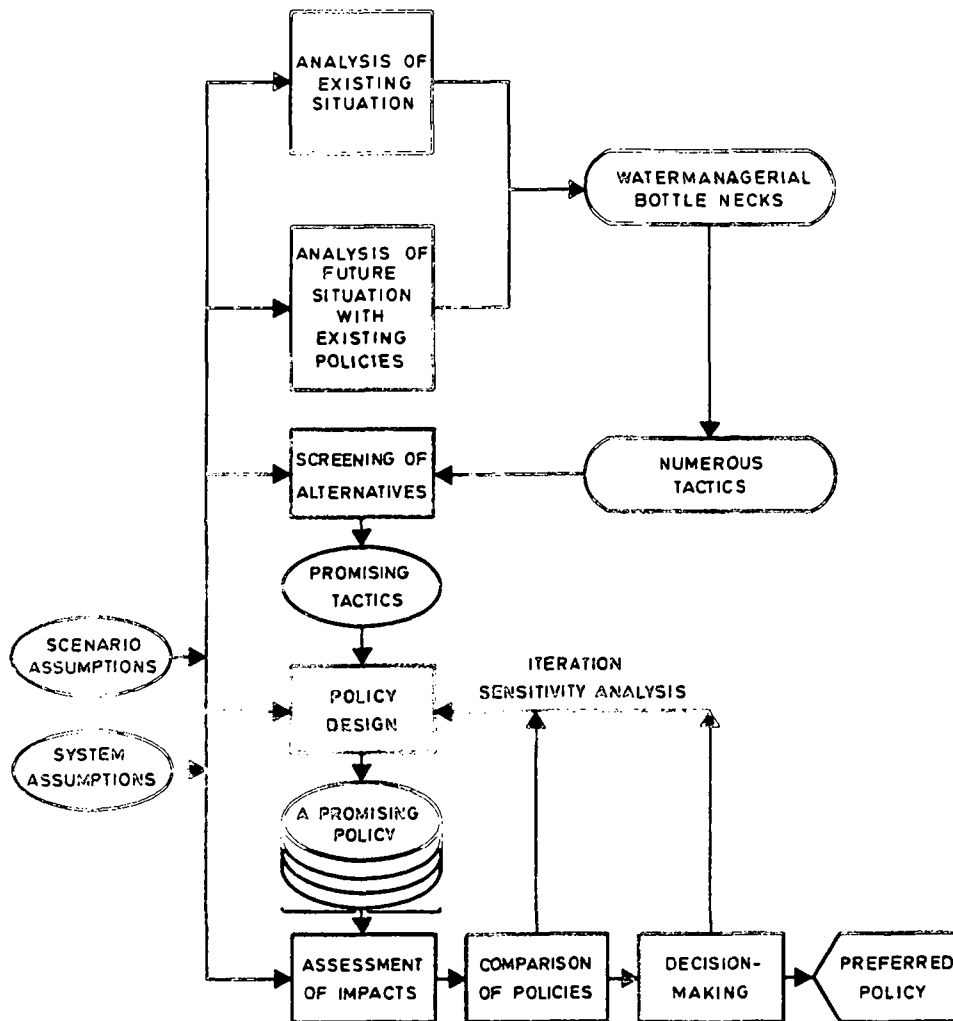 ANALYSIS OF
EXISTING
SITUATION
WATERMANAGERIAL
BOTTLE NECKS
ANALYSIS OF
FUTURE
SITUATION
WITH
EXISTING
POLICIES
SCREENING OF
ALTERNATIVES
NUMEROUS
TACTICS
PROMISING
TACTICS
SCENARIO
ASSUMPTIONS
ITERATION
SENSITIVITY ANALYSIS
POLICY
DESIGN
SYSTEM
ASSUMPTIONS
A PROMISING
POLICY
ASSESSMENT
OF IMPACTS
COMPARISON
OF POLICIES
DECISION-
MAKING
PREFERRED
POLICY